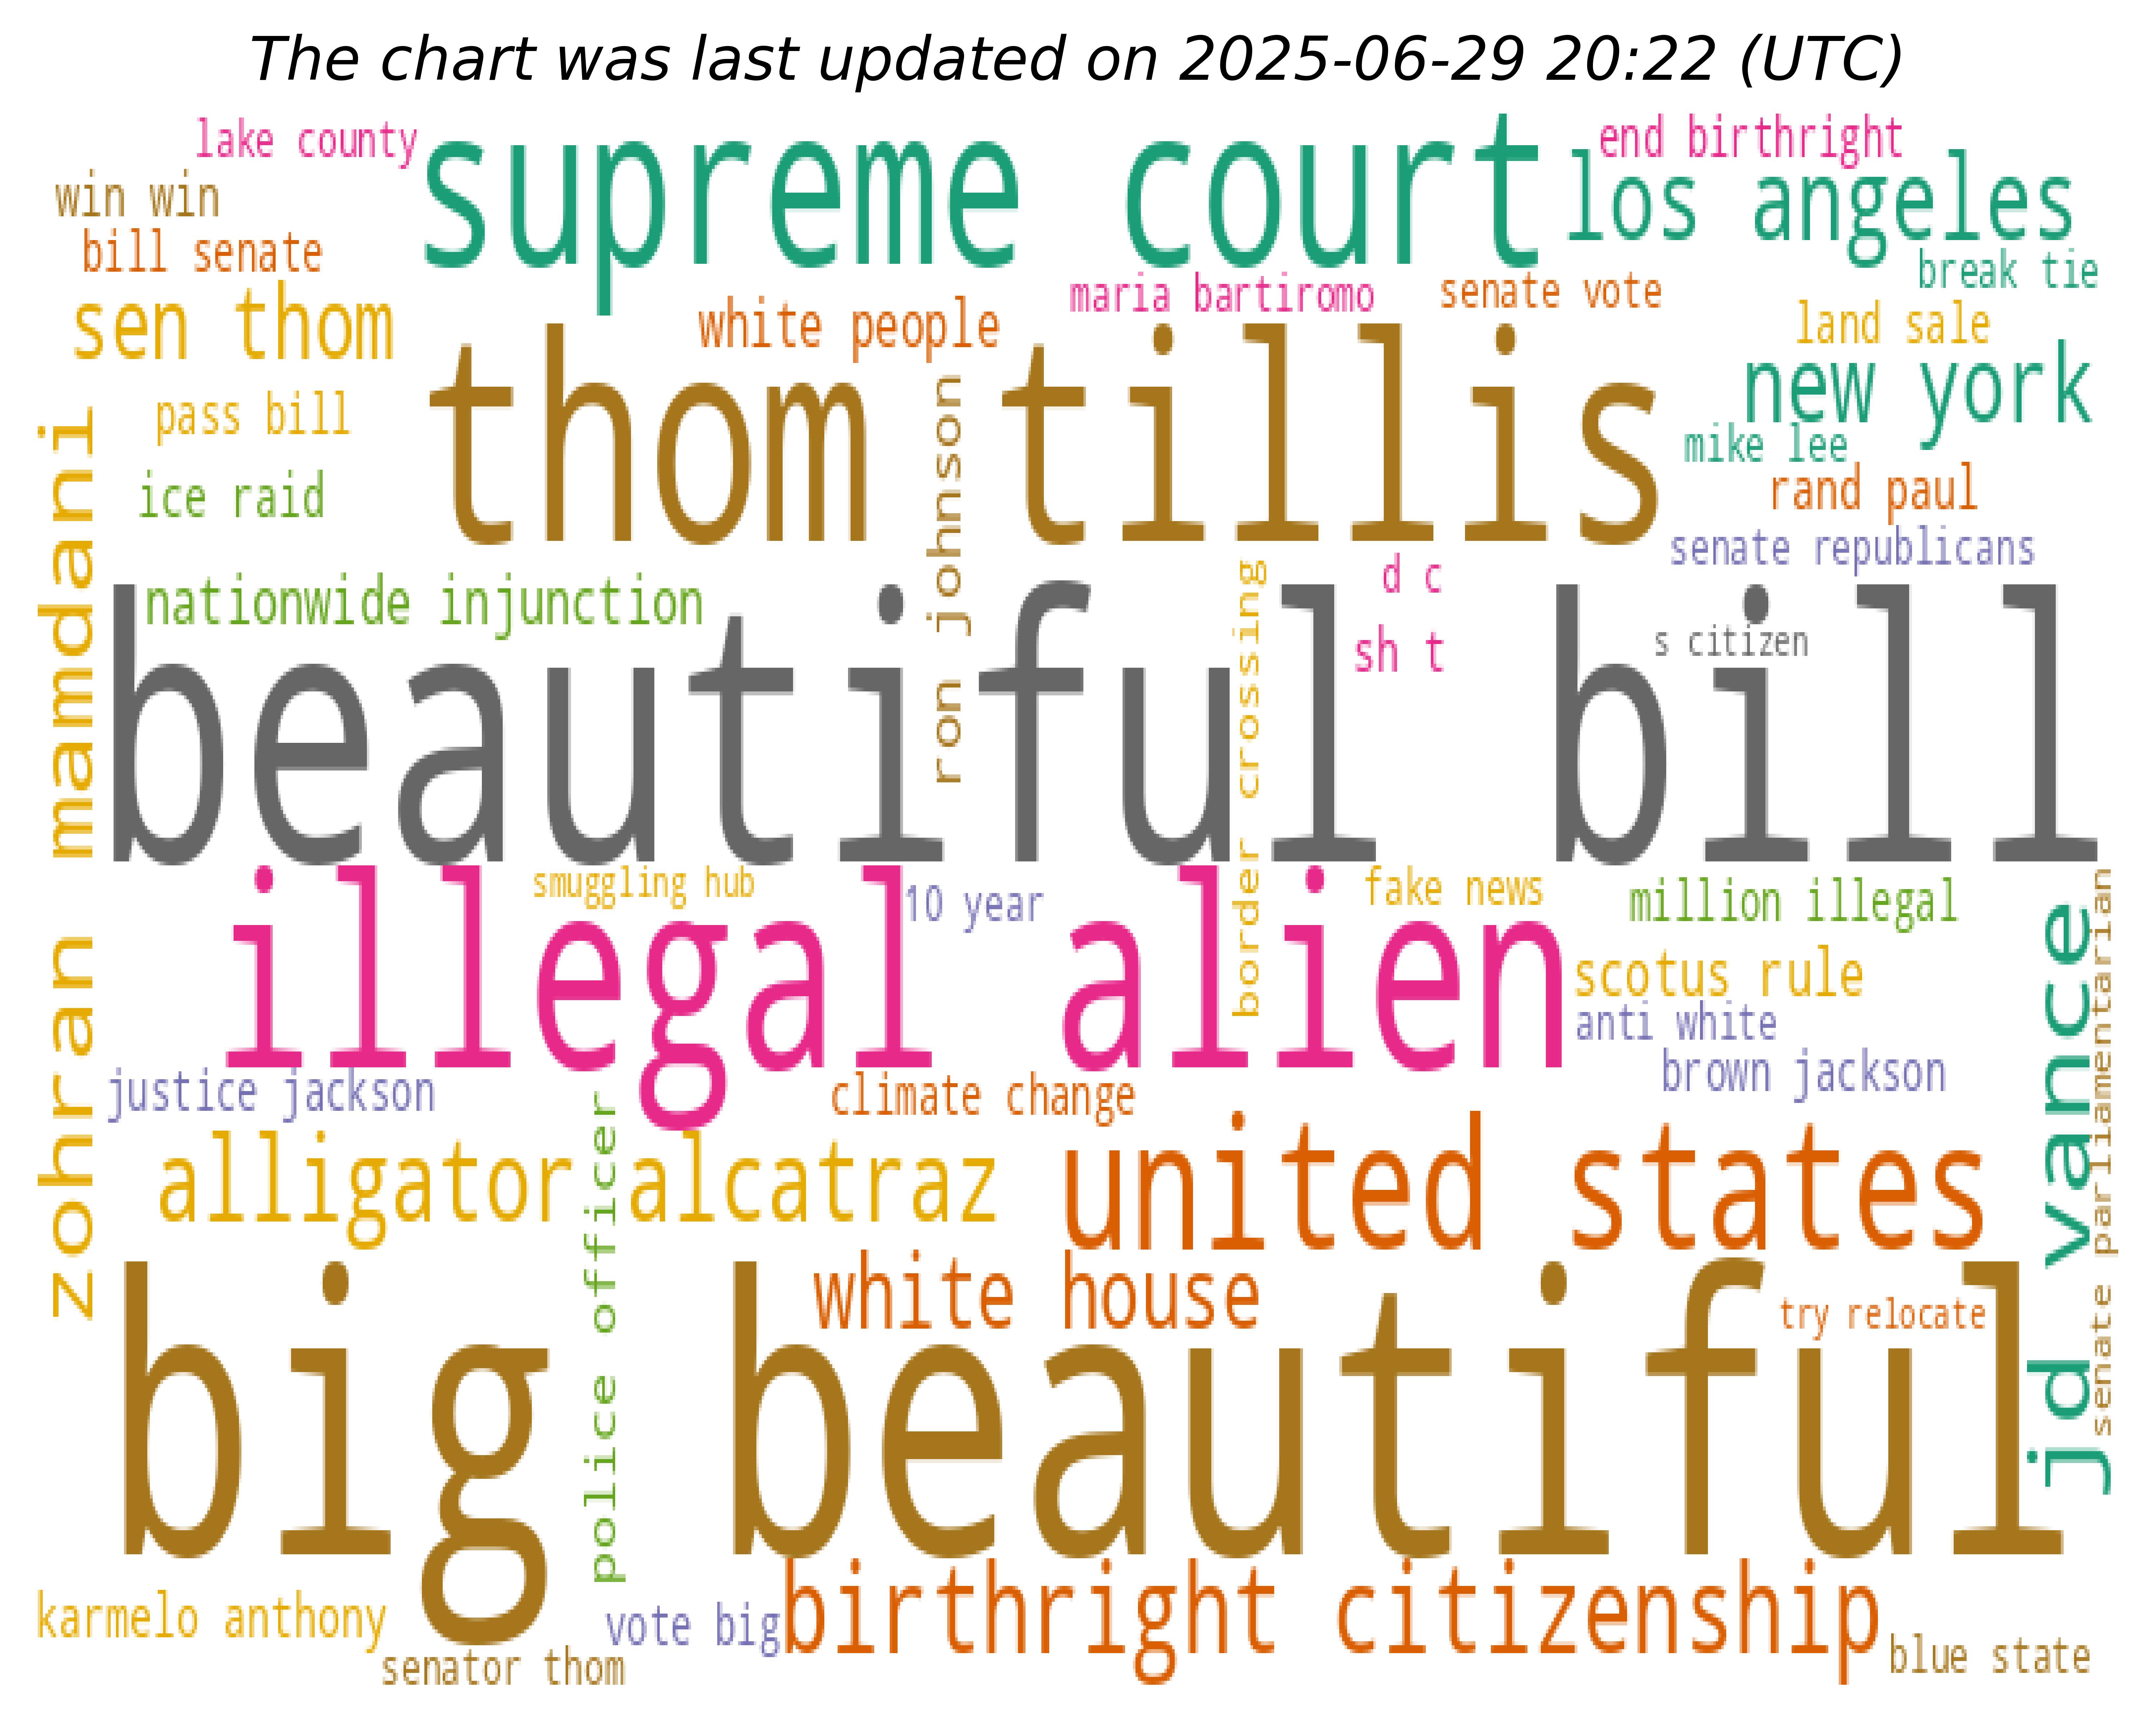 The chart was last updated on 2025-06-29 20:22 (UTC)
lake county
supreme court
end birthright
win win
los angeles
bill senate
break tie
sen thom
white people
maria bartiromo
senate vote
land sale
thom tillis
new york
pass bill
mike lee
ice raid
rand paul
ron johnson
senate republicans
zohran mamdani
nationwide injunction
d c
sh t
s citizen
border crossing
beautiful bill
smuggling hub
10 year
fake news
million illegal
illegal alien
scotus rule
anti white
brown jackson
justice jackson
climate change
jd vance
senate parliamentarian
alligator alcatraz
united states
police officer
white house
try relocate
big beautiful
karmelo anthony
vote big
birthright citizenship
senator thom
blue state